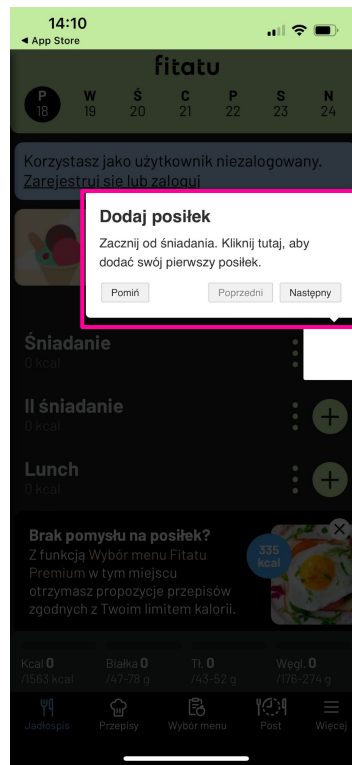 14:10
◄ App Store
fitatu
P W Ś C P S N
18 19 20 21 22 23 24
Korzystasz jako użytkownik niezalogowany.
Zarejestruj się lub zaloguj
Dodaj posiłek
Zacznij od śniadania. Kliknij tutaj, aby
dodać swój pierwszy posiłek.
Pomiń Poprzedni Następny
Śniadanie
0 kcal
II śniadanie
0 kcal
Lunch
0 kcal
Brak pomysłu na posiłek?
Z funkcją Wybór menu Fitatu
Premium w tym miejscu
otrzymasz propozycje przepisów
zgodnych z Twoim limitem kalorii.
335
kcal
Kcal 0 Białka 0 Tł. 0 Węgl. 0
/1563 kcal /47-78 g /43-52 g /176-274 g
Jadłospis Przepisy Wybór menu Post Więcej